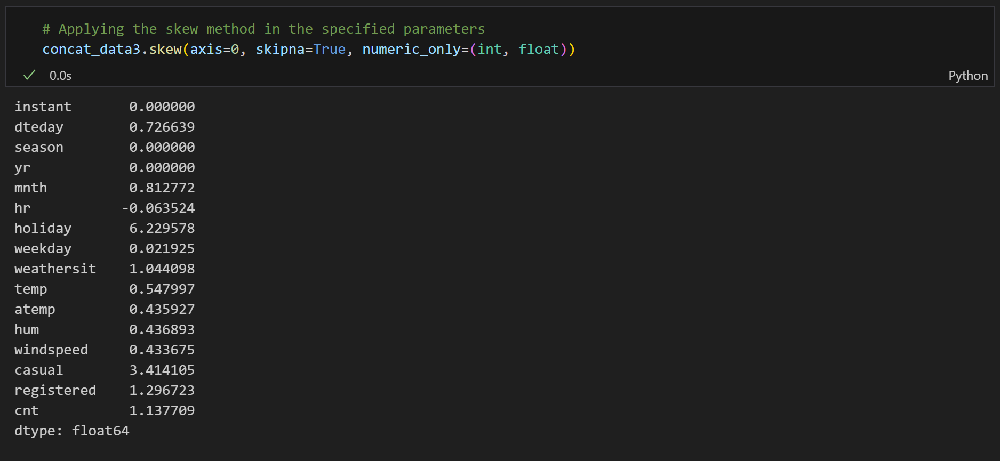 # Applying the skew method in the specified parameters
concat_data3.skew(axis=0, skipna=True, numeric_only=(int, float))
0.0s
Python
instant 0.000000
dteday 0.726639
season 0.000000
yr 0.000000
mnth 0.812772
hr -0.063524
holiday 6.229578
weekday 0.021925
weathersit 1.044098
temp 0.547997
atemp 0.435927
hum 0.436893
windspeed 0.433675
casual 3.414105
registered 1.296723
cnt 1.137709
dtype: float64